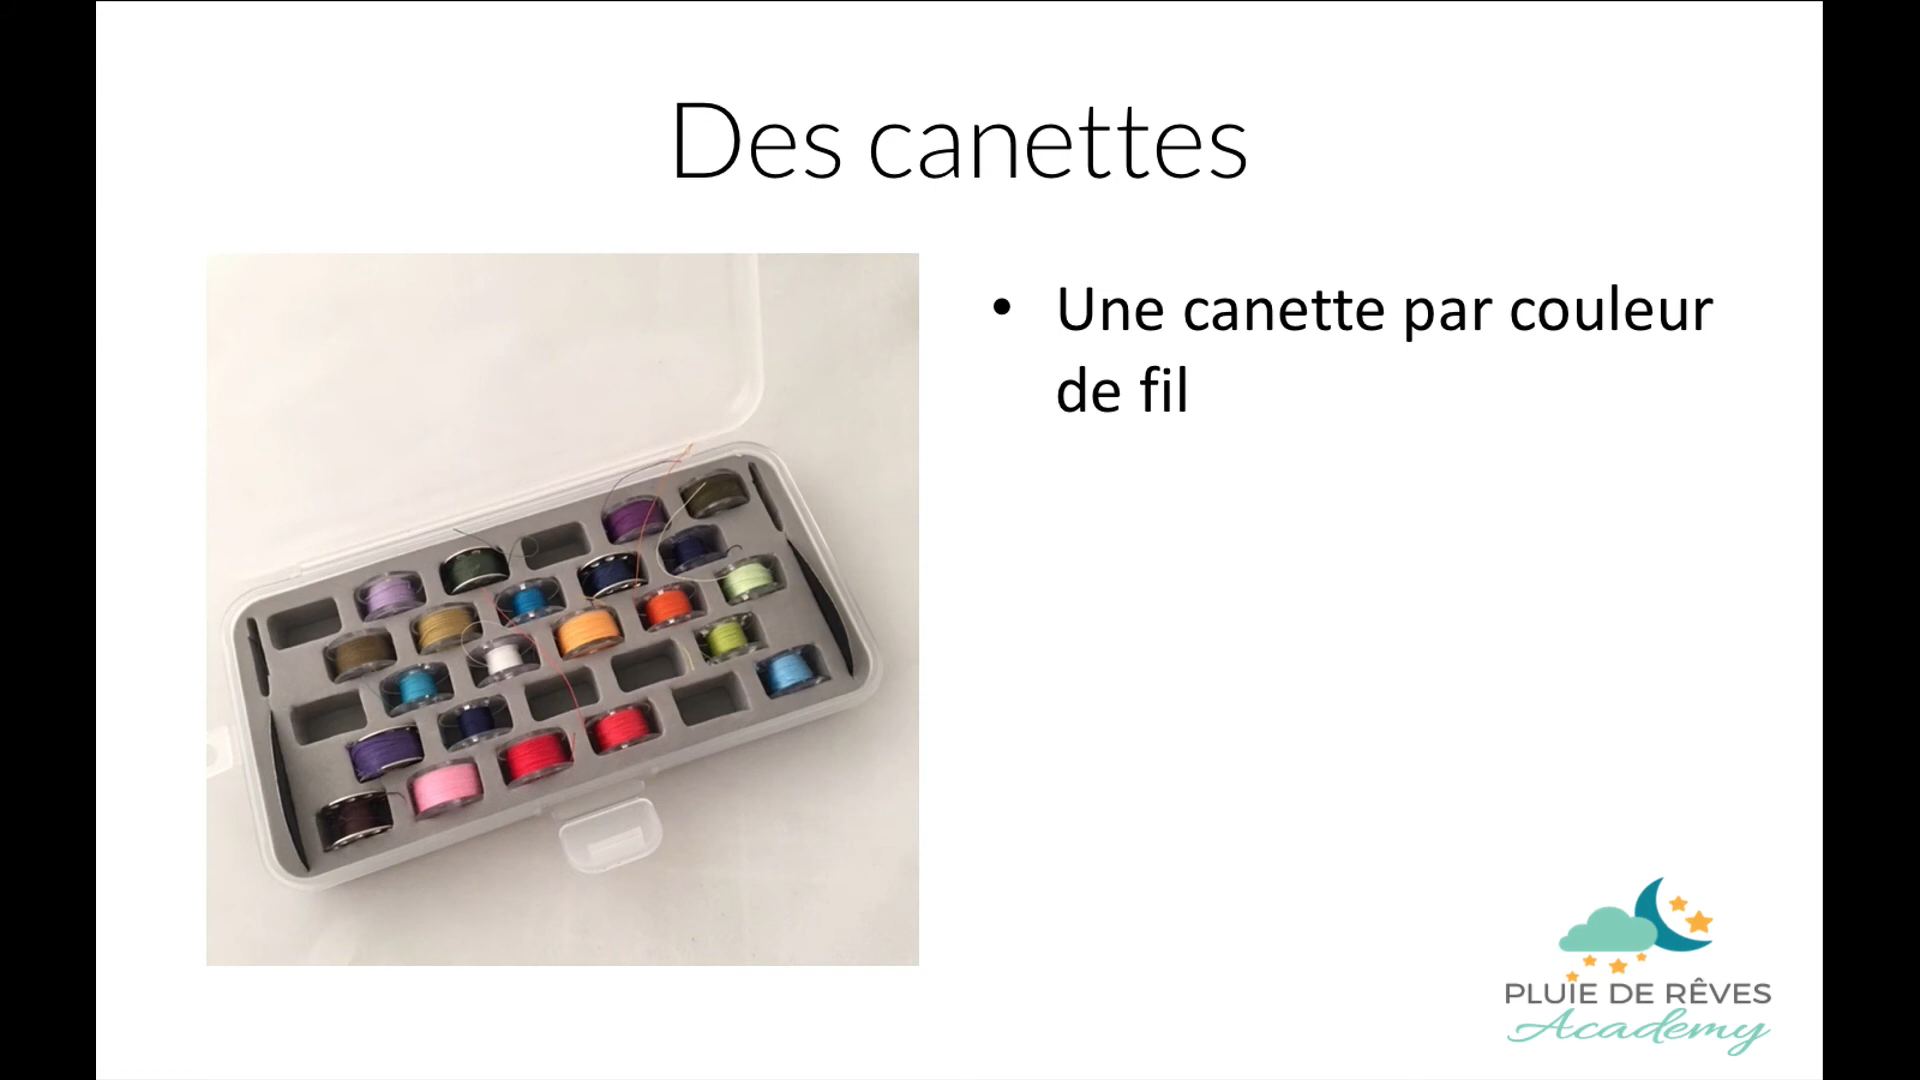 Des canettes
• Une canette par couleur
de fil
PLUIE DE RÊVES
Academy